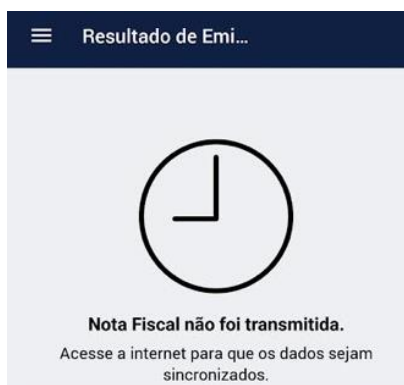 Resultado de Emi...
Nota Fiscal não foi transmitida.
Acesse a internet para que os dados sejam
sincronizados.